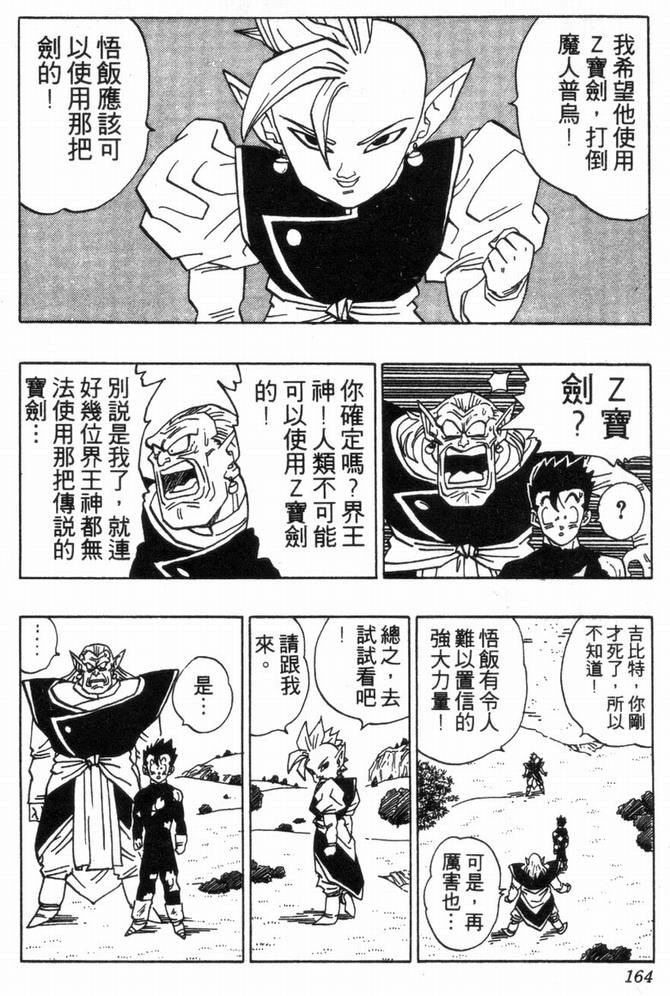 我希望他使用
Z寶劍，打倒
魔人普烏！
悟飯應該可
以使用那把
劍的！
Z寶
劍？
？
你確定嗎？界王
神！人類不可能
可以使用Z寶劍
的！
別說是我了，就連
好幾位界王神都無
法使用那把傳說的
寶劍…
吉比特，你剛
才死了，所以
不知道！
悟飯有令人
難以置信的
強大力量！
可是，再
厲害也…
總之，去
試試看吧
！
請跟我
來。
是…
……
164